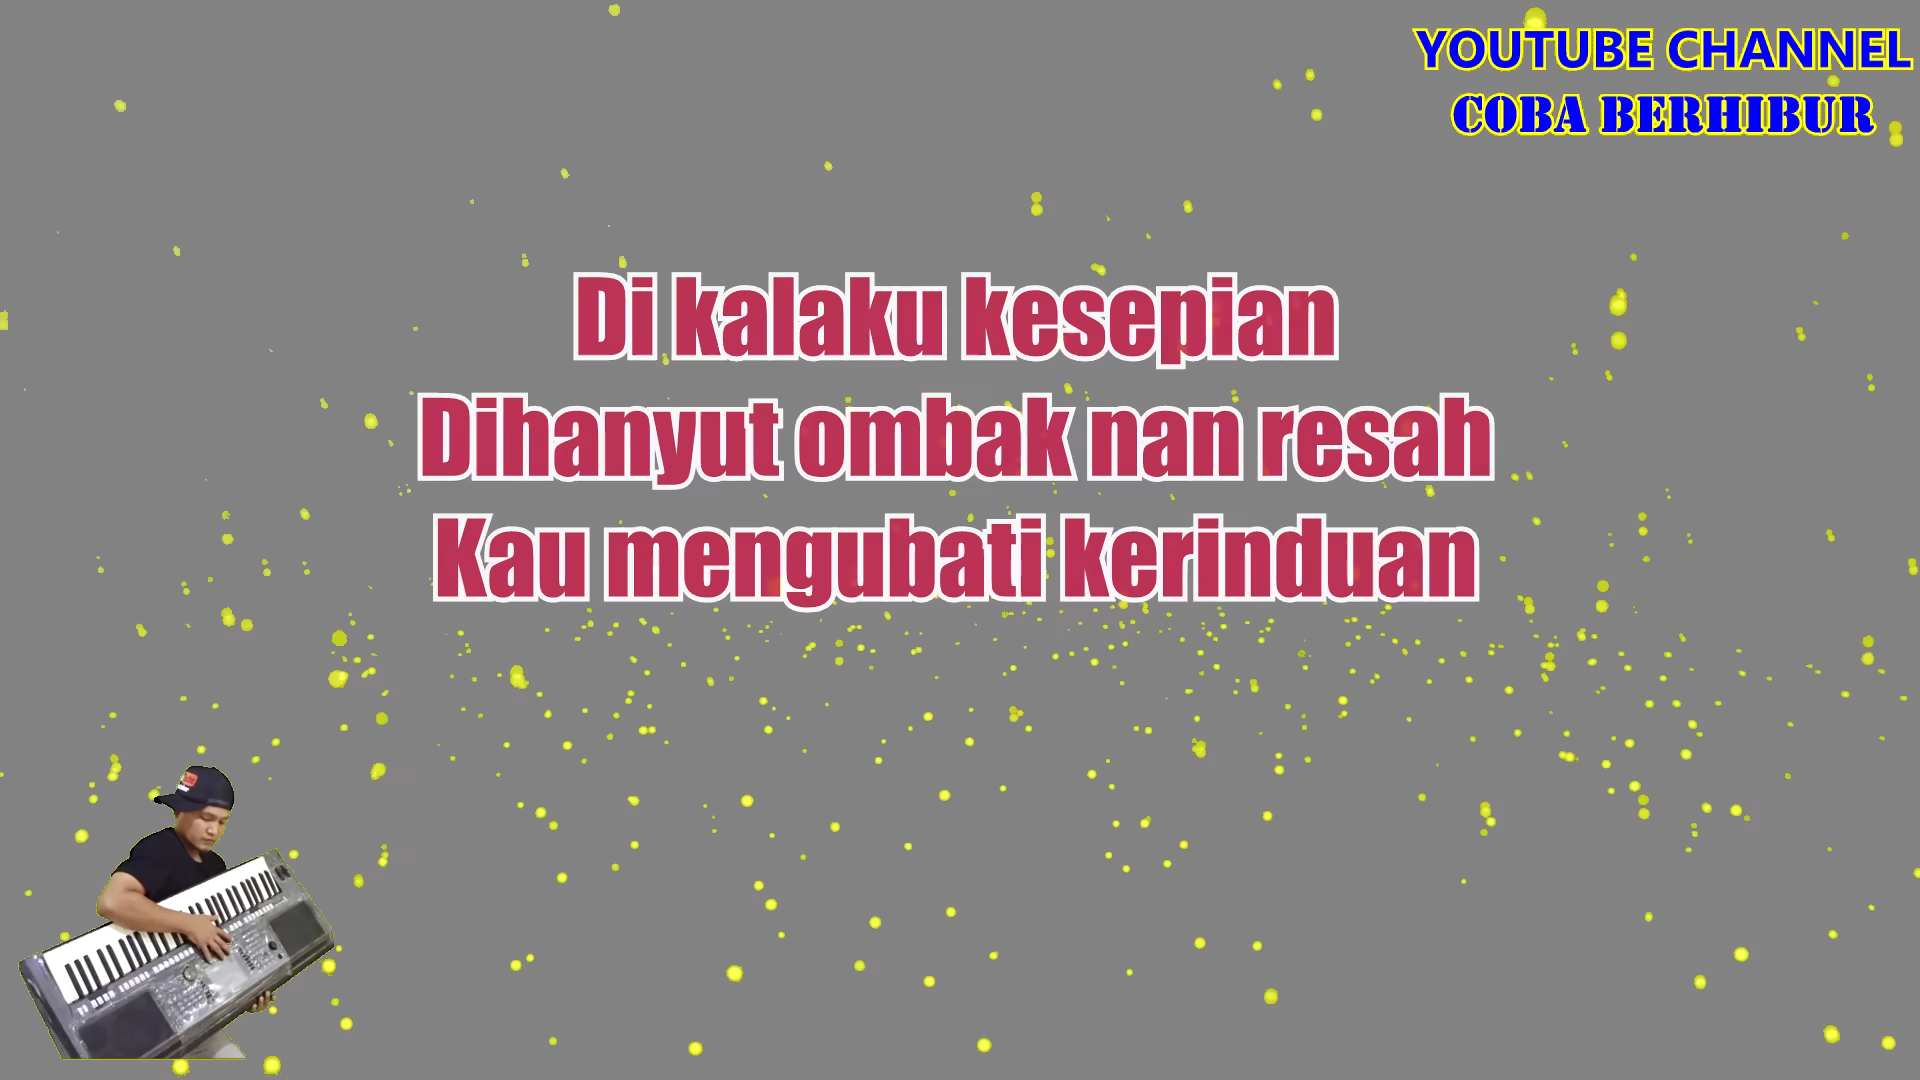 YOUTUBE CHANNEL
COBA BERHIBUR
Di kalaku kesepian
Dihanyut ombak nan resah
Kau mengubati kerinduan